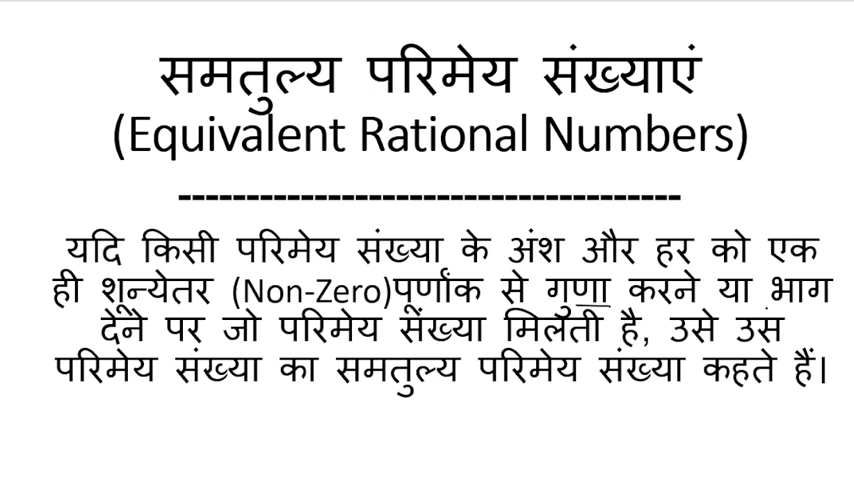 समतुल्य परिमेय संख्याएं
(Equivalent Rational Numbers)
-------------------------------------
यदि किसी परिमेय संख्या के अंश और हर को एक
ही शून्येतर (Non-Zero)पूर्णांक से गुणा करने या भाग
देने पर जो परिमेय संख्या मिलती है, उसे उस
परिमेय संख्या का समतुल्य परिमेय संख्या कहते हैं।